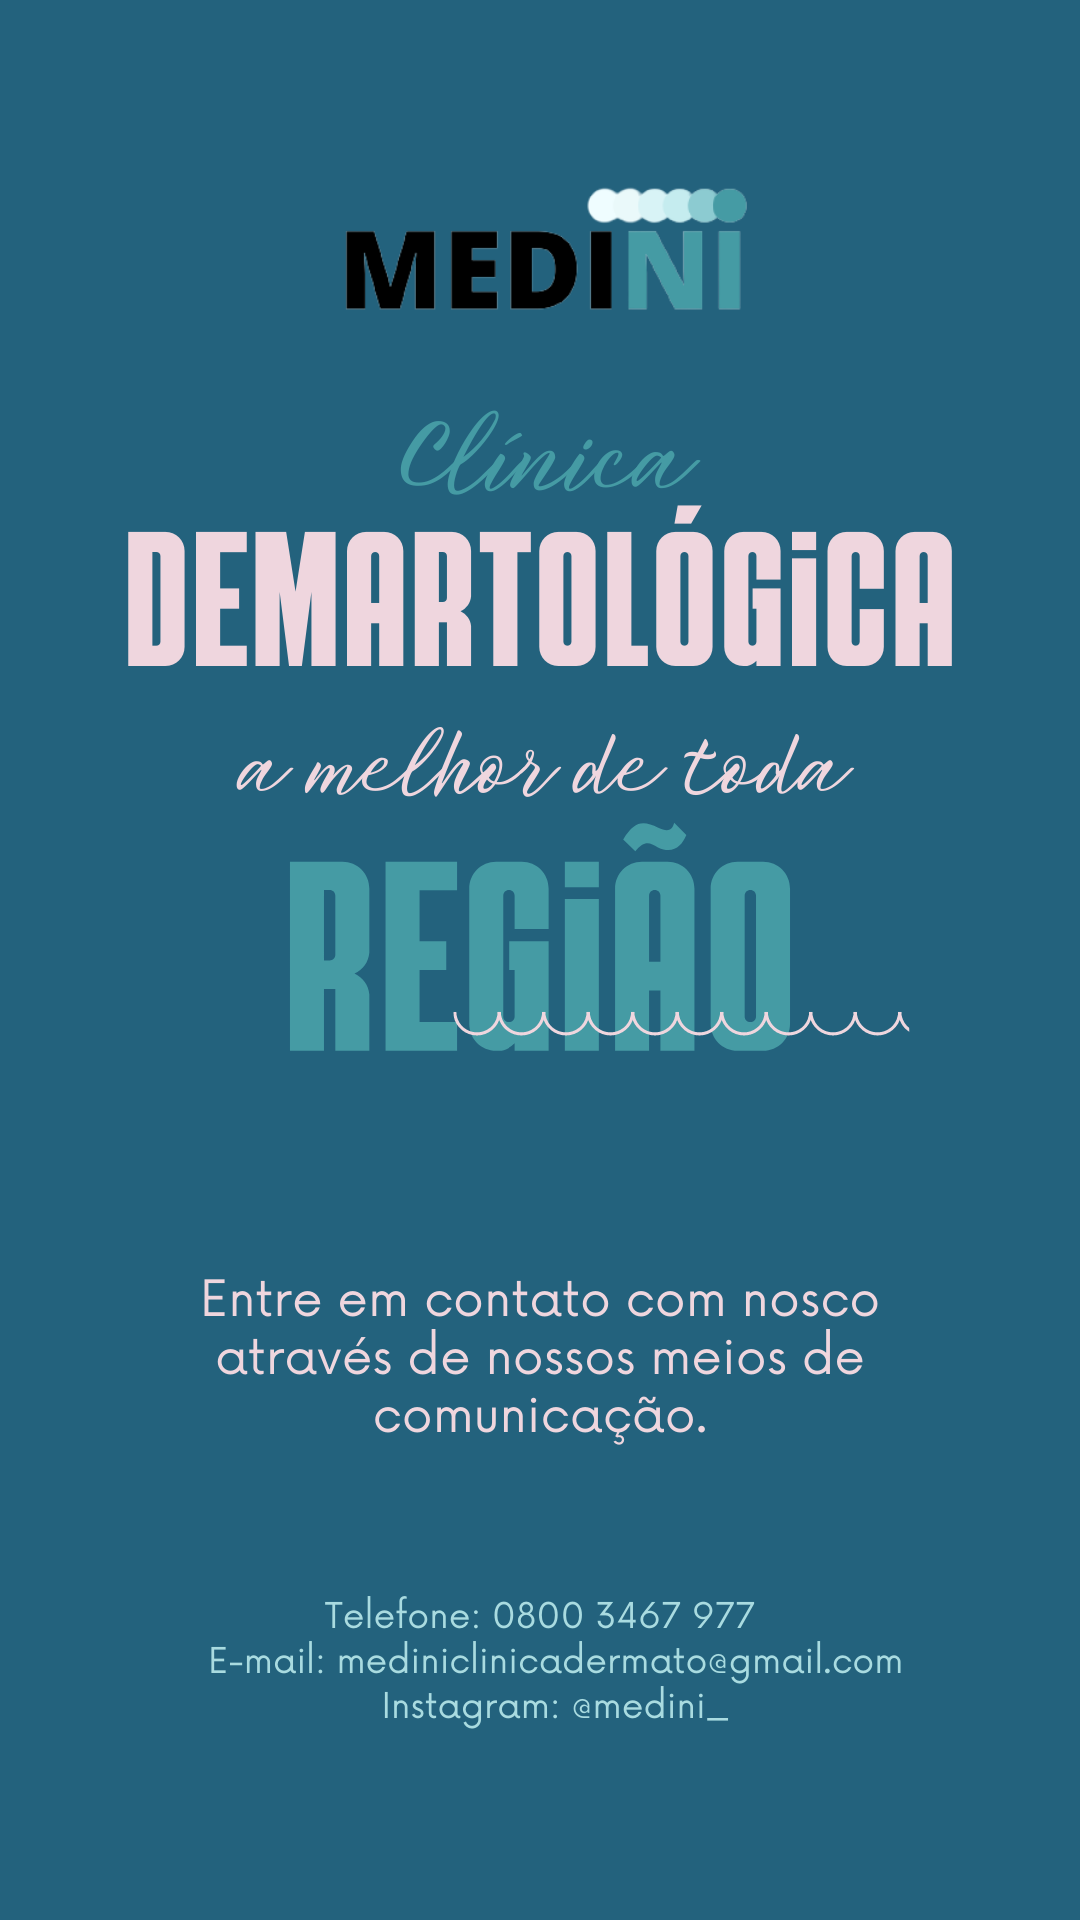 MEDINI
Clínica
DEMARTOLÓGiCA
a melhor de toda
REGiÃO
Entre em contato com nosco
através de nossos meios de
comunicação.
Telefone: 0800 3467 977
E-mail: mediniclinicadermato@gmail.com
Instagram: @medini_